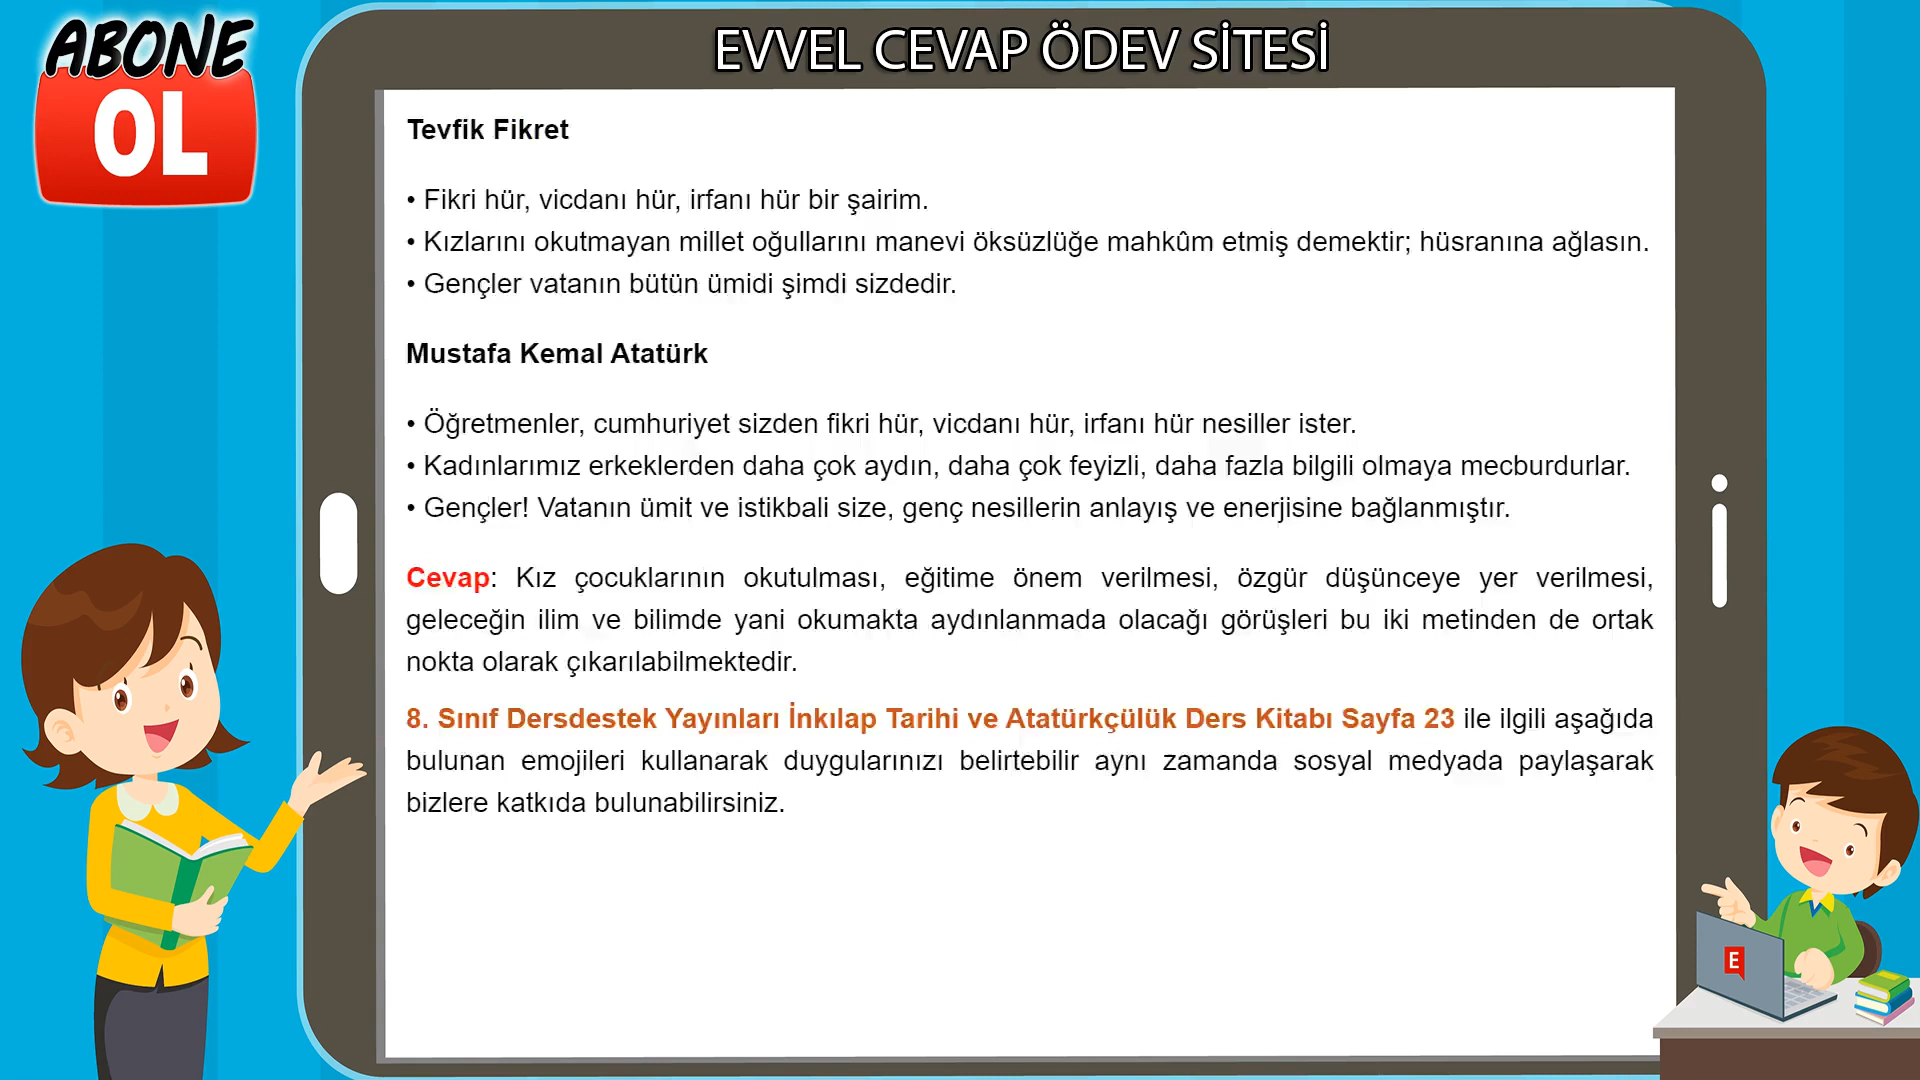 ABONE
OL
EVVEL CEVAP ÖDEV SİTESİ
Tevfik Fikret
• Fikri hür, vicdanı hür, irfanı hür bir şairim.
• Kızlarını okutmayan millet oğullarını manevi öksüzlüğe mahkûm etmiş demektir; hüsranına ağlasın.
• Gençler vatanın bütün ümidi şimdi sizdedir.
Mustafa Kemal Atatürk
• Öğretmenler, cumhuriyet sizden fikri hür, vicdanı hür, irfanı hür nesiller ister.
• Kadınlarımız erkeklerden daha çok aydın, daha çok feyizli, daha fazla bilgili olmaya mecburdurlar.
• Gençler! Vatanın ümit ve istikbali size, genç nesillerin anlayış ve enerjisine bağlanmıştır.
Cevap: Kız çocuklarının okutulması, eğitime önem verilmesi, özgür düşünceye yer verilmesi,
geleceğin ilim ve bilimde yani okumakta aydınlanmada olacağı görüşleri bu iki metinden de ortak
nokta olarak çıkarılabilmektedir.
8. Sınıf Dersdestek Yayınları İnkılap Tarihi ve Atatürkçülük Ders Kitabı Sayfa 23 ile ilgili aşağıda
bulunan emojileri kullanarak duygularınızı belirtebilir aynı zamanda sosyal medyada paylaşarak
bizlere katkıda bulunabilirsiniz.
E